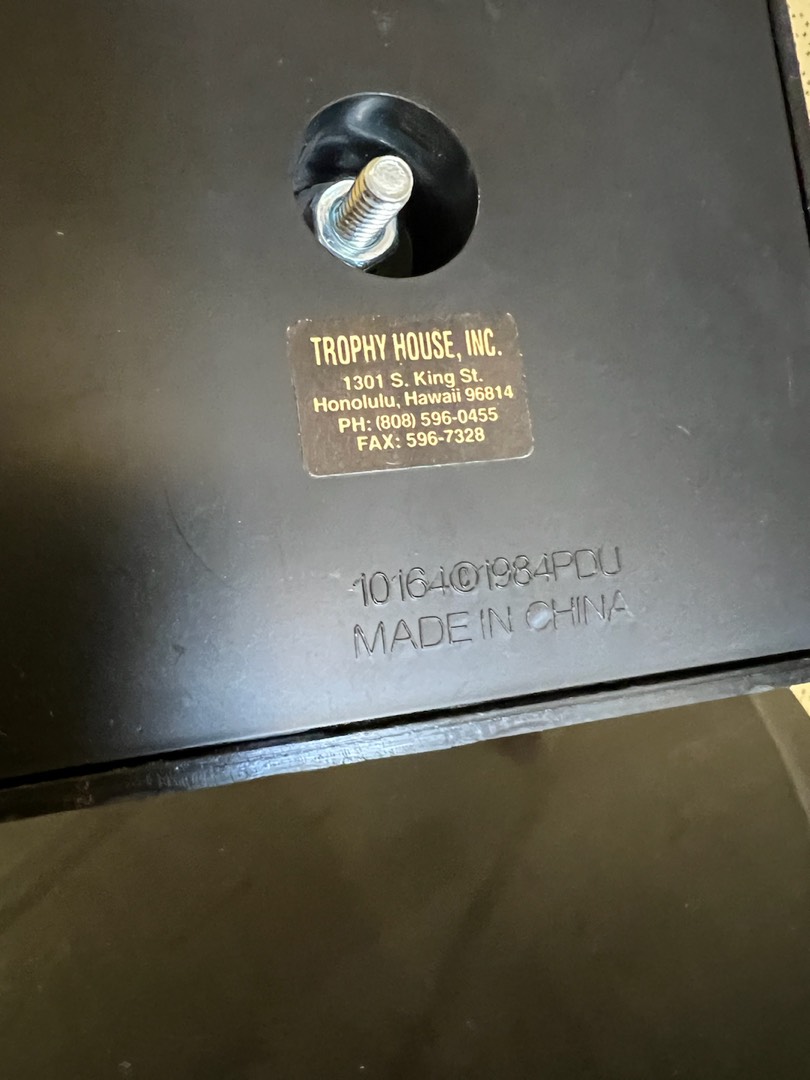 TROPHY HOUSE, INC.
1301 S. King St.
Honolulu, Hawaii 96814
PH: (808) 596-0455
FAX: 596-7328
10164©1984PDU
MADE IN CHINA